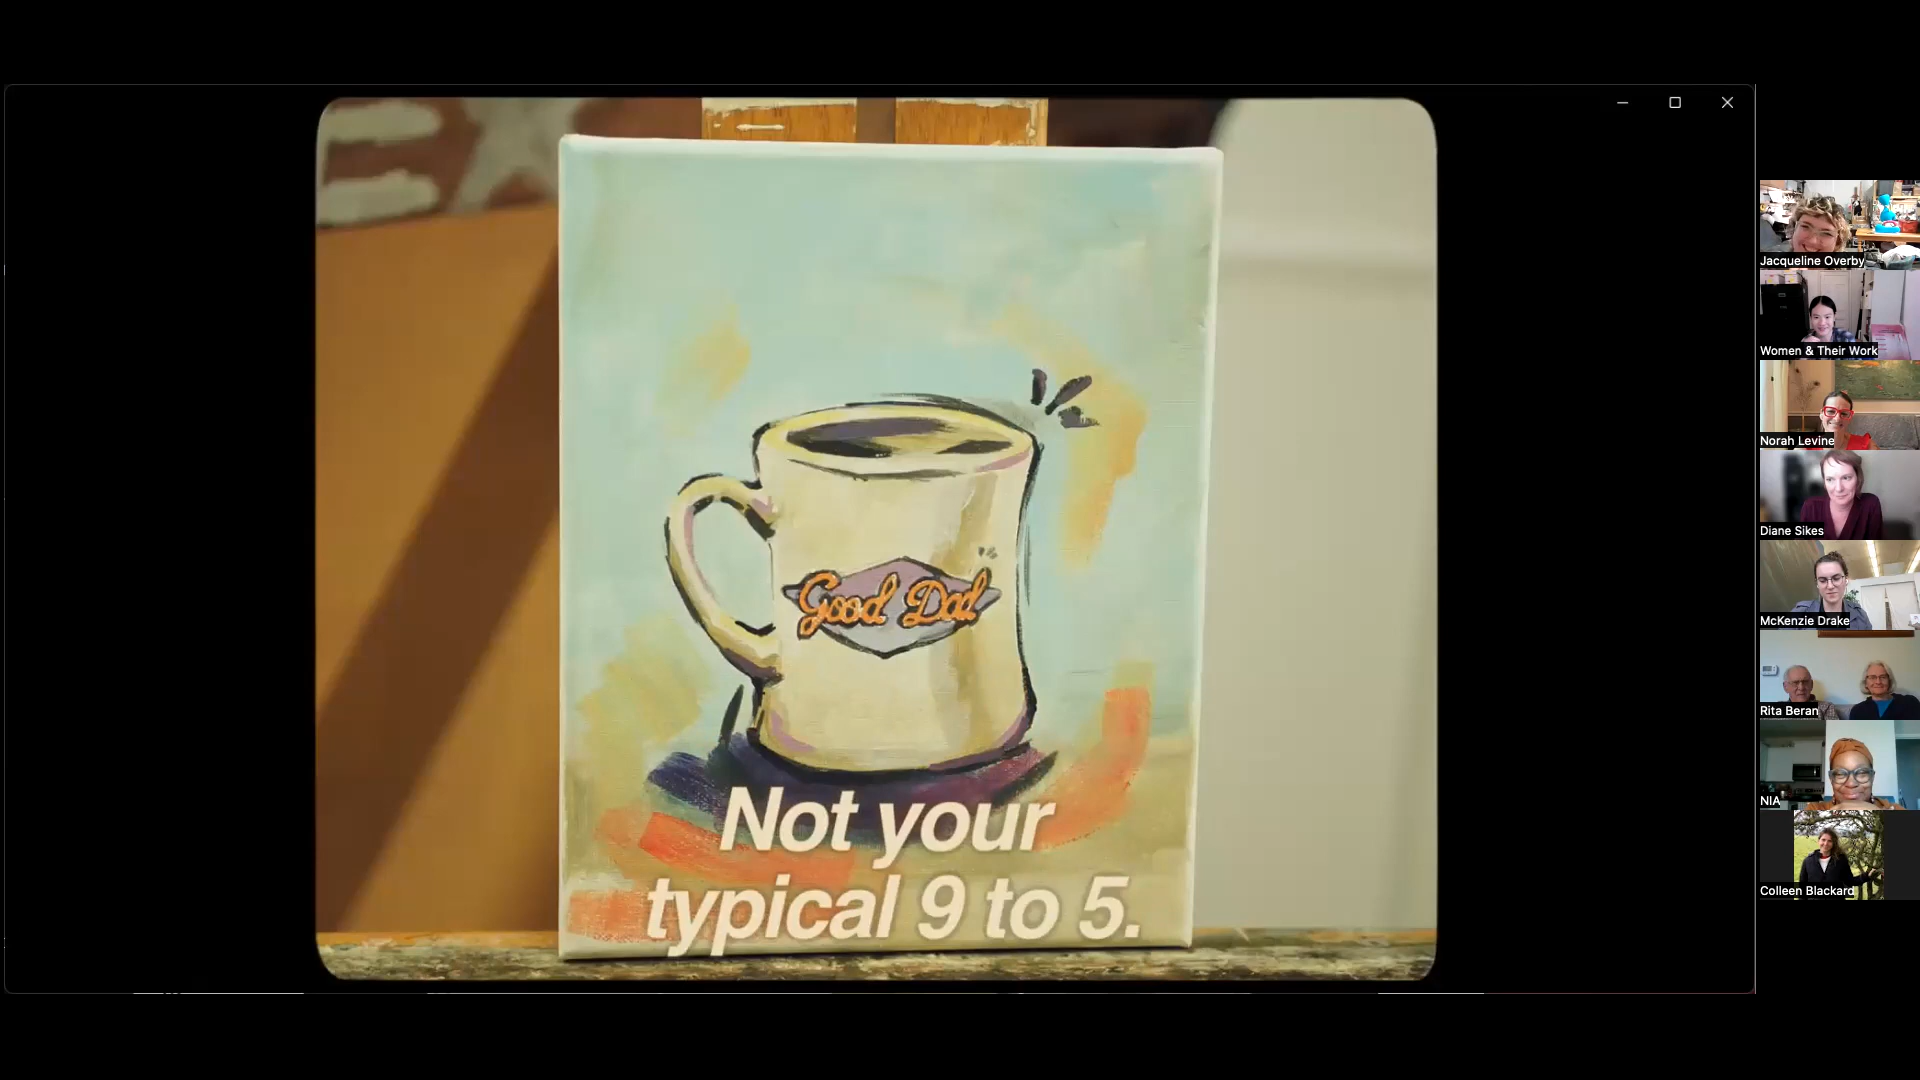 Good Dad
Not your
typical 9 to 5.
Jacqueline Overby
Women & Their Work
Norah Levine
Diane Sikes
McKenzie Drake
Rita Beran
NIA
Colleen Blackard